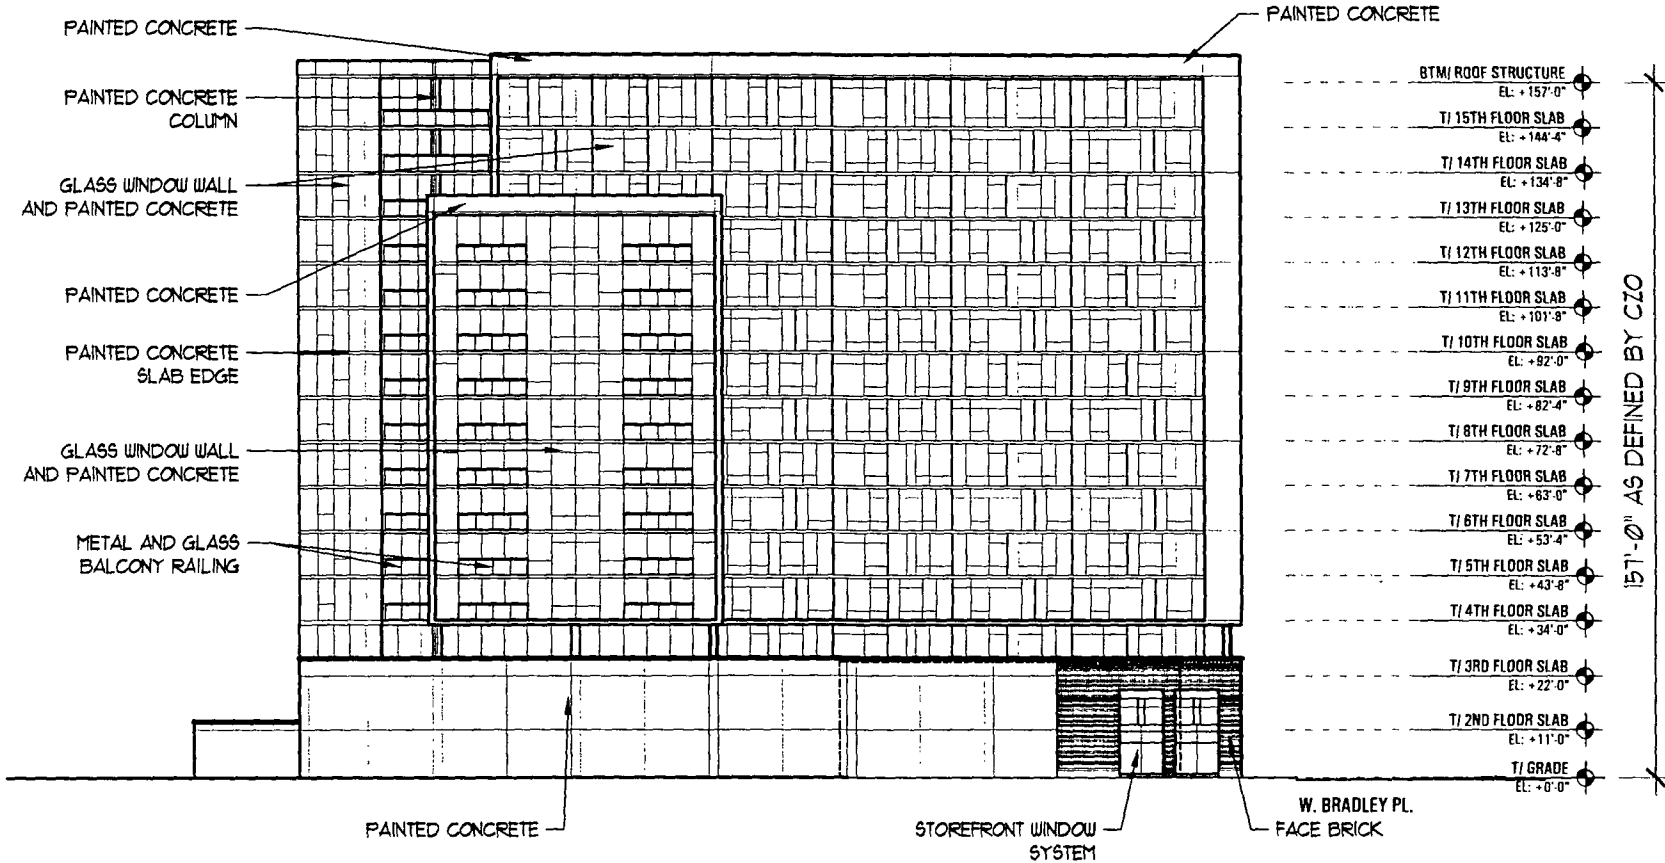 PAINTED CONCRETE
PAINTED CONCRETE
PAINTED CONCRETE
COLUMN
GLASS WINDOW WALL
AND PAINTED CONCRETE
PAINTED CONCRETE
PAINTED CONCRETE
SLAB EDGE
GLASS WINDOW WALL
AND PAINTED CONCRETE
METAL AND GLASS
BALCONY RAILING
PAINTED CONCRETE
STOREFRONT WINDOW
SYSTEM
FACE BRICK
W. BRADLEY PL.
BTM/ ROOF STRUCTURE
EL: +157'-0"
T/ 15TH FLOOR SLAB
EL: +144'-4"
T/ 14TH FLOOR SLAB
EL: +134'-8"
T/ 13TH FLOOR SLAB
EL: +125'-0"
T/ 12TH FLOOR SLAB
EL: +113'-8"
T/ 11TH FLOOR SLAB
EL: +101'-8"
T/ 10TH FLOOR SLAB
EL: +92'-0"
T/ 9TH FLOOR SLAB
EL: +82'-4"
T/ 8TH FLOOR SLAB
EL: +72'-8"
T/ 7TH FLOOR SLAB
EL: +63'-0"
T/ 6TH FLOOR SLAB
EL: +53'-4"
T/ 5TH FLOOR SLAB
EL: +43'-8"
T/ 4TH FLOOR SLAB
EL: +34'-0"
T/ 3RD FLOOR SLAB
EL: +22'-0"
T/ 2ND FLOOR SLAB
EL: +11'-0"
T/ GRADE
EL: +0'-0"
157'-0" AS DEFINED BY CZO